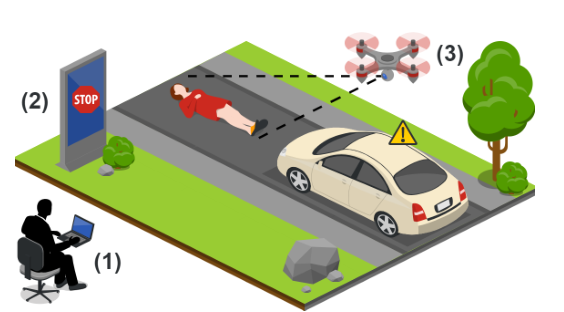 (3)
(2)
STOP
(1)